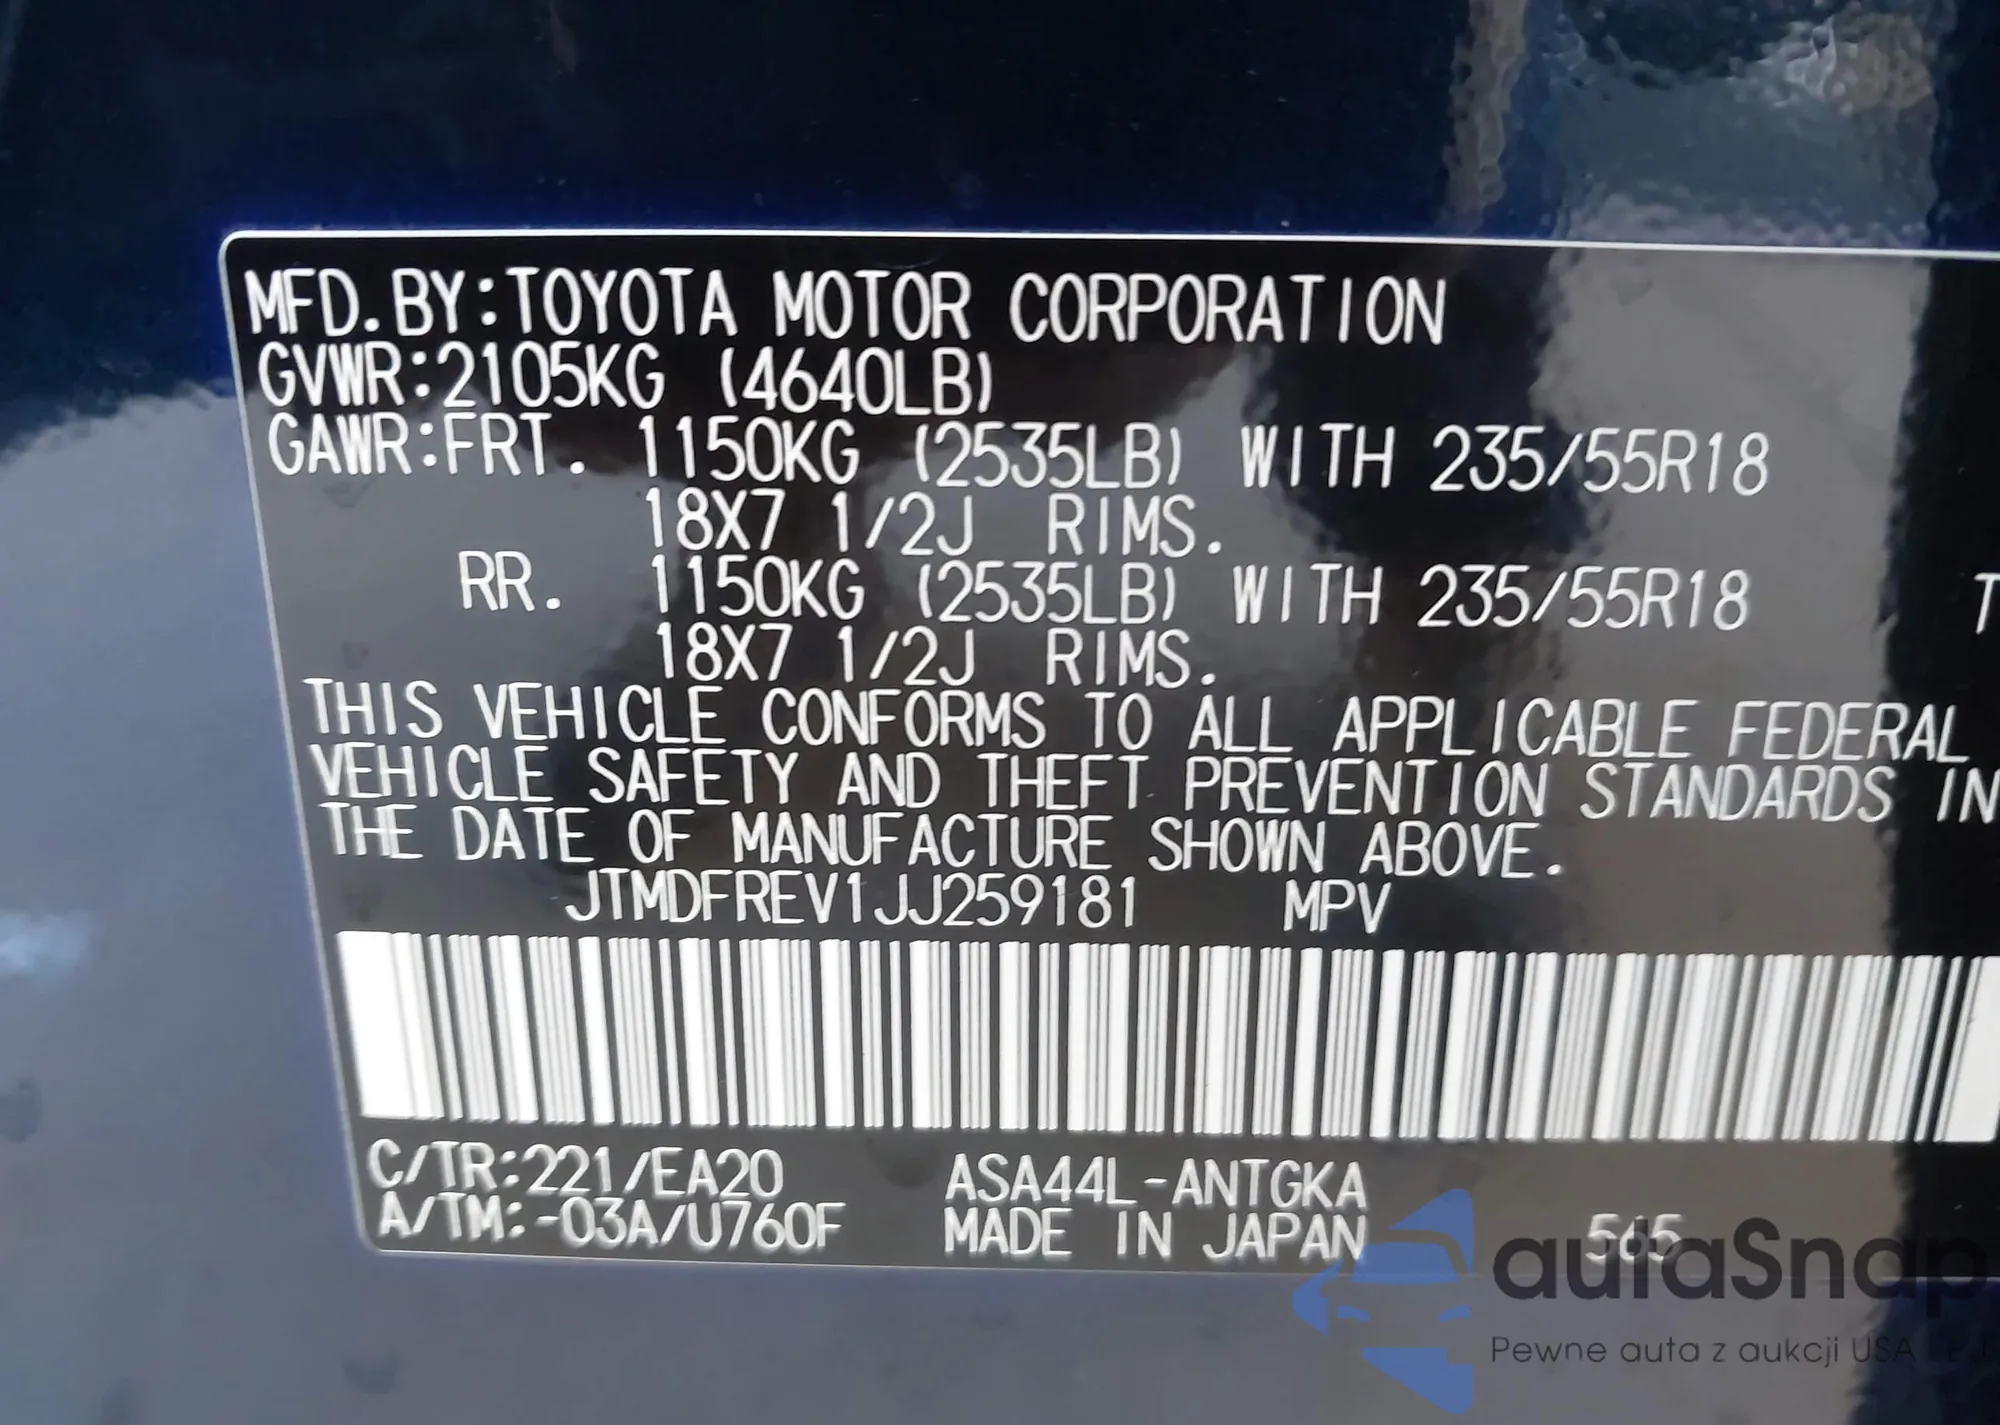 MFD.BY:TOYOTA MOTOR CORPORATION
GVWR:2105KG (4640LB)
GAWR:FRT. 1150KG (2535LB) WITH 235/55R18
18X7 1/2J RIMS.
RR. 1150KG (2535LB) WITH 235/55R18
18X7 1/2J RIMS.
THIS VEHICLE CONFORMS TO ALL APPLICABLE FEDERAL
VEHICLE SAFETY AND THEFT PREVENTION STANDARDS IN
THE DATE OF MANUFACTURE SHOWN ABOVE.
JTMDFREV1JJ259181 MPV
C/TR:221/EA20 ASA44L-ANTGKA
A/TM:-03A/U760F MADE IN JAPAN 565
autaSnap
Pewne auta z aukcji USA